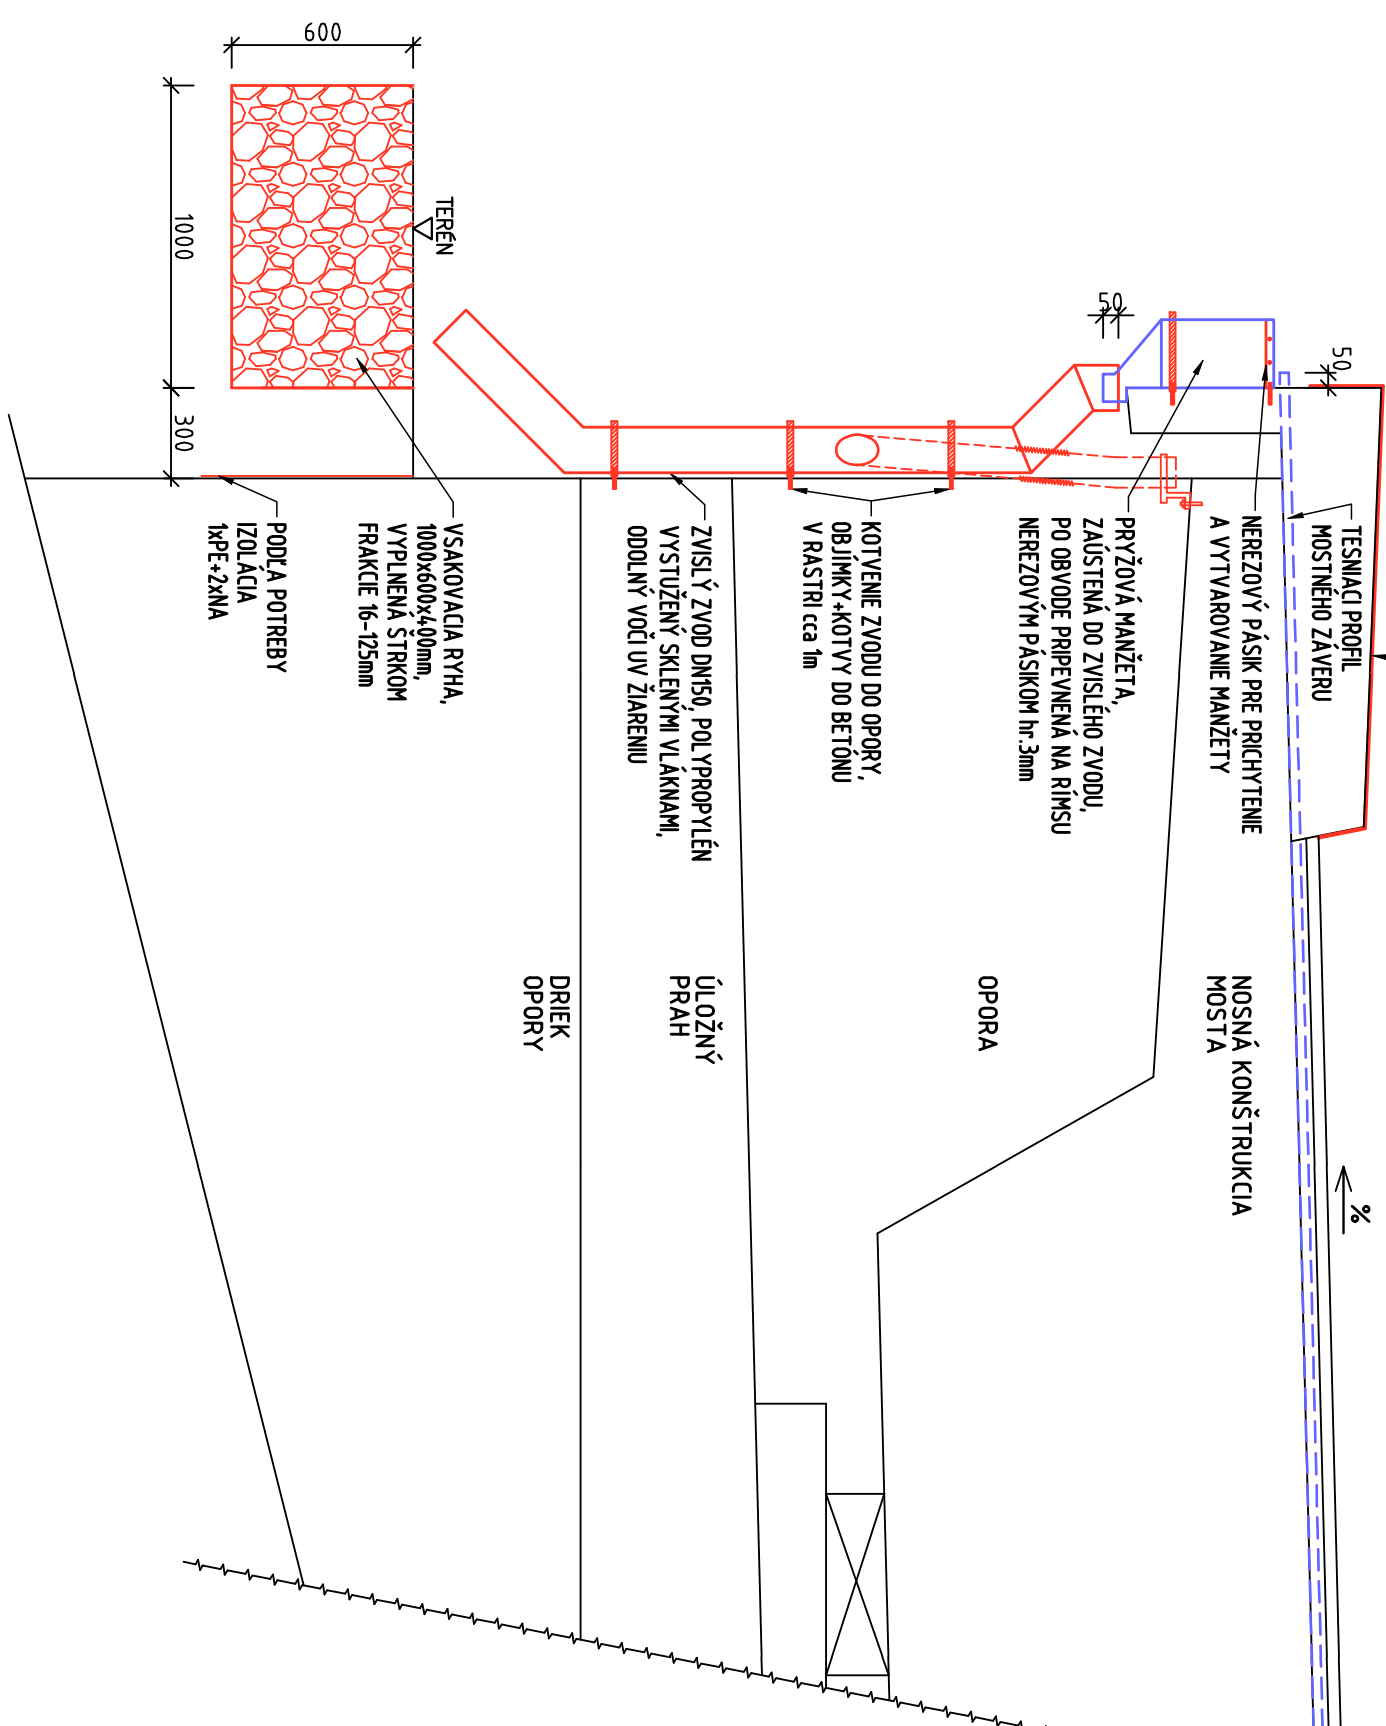 50
TESNIACI PROFIL
MOSTNÉHO ZÁVERU
NEREZOVÝ PÁSIK PRE PRICHYTENIE
A VYTVAROVANIE MANŽETY
NOSNÁ KONŠTRUKCIA
MOSTA
%
50
PRYŽOVÁ MANŽETA,
ZAÚSTENÁ DO ZVISLÉHO ZVODU,
PO OBVODE PRIPEVNENÁ NA RÍMSU
NEREZOVÝM PÁSIKOM hr.3mm
OPORA
KOTVENIE ZVODU DO OPORY,
OBJÍMKY+KOTVY DO BETÓNU
V RASTRI cca 1m
ZVISLÝ ZVOD DN150, POLYPROPYLÉN
VYSTUŽENÝ SKLENÝMI VLÁKNAMI,
ODOLNÝ VOČI UV ŽIARENIU
ÚLOŽNÝ
PRAH
DRIEK
OPORY
TERÉN
VSAKOVACIA RYHA,
1000x600x400mm,
VYPLNENÁ ŠTRKOM
FRAKCIE 16-125mm
PODĽA POTREBY
IZOLÁCIA
1xPE+2xNA
600
1000
300